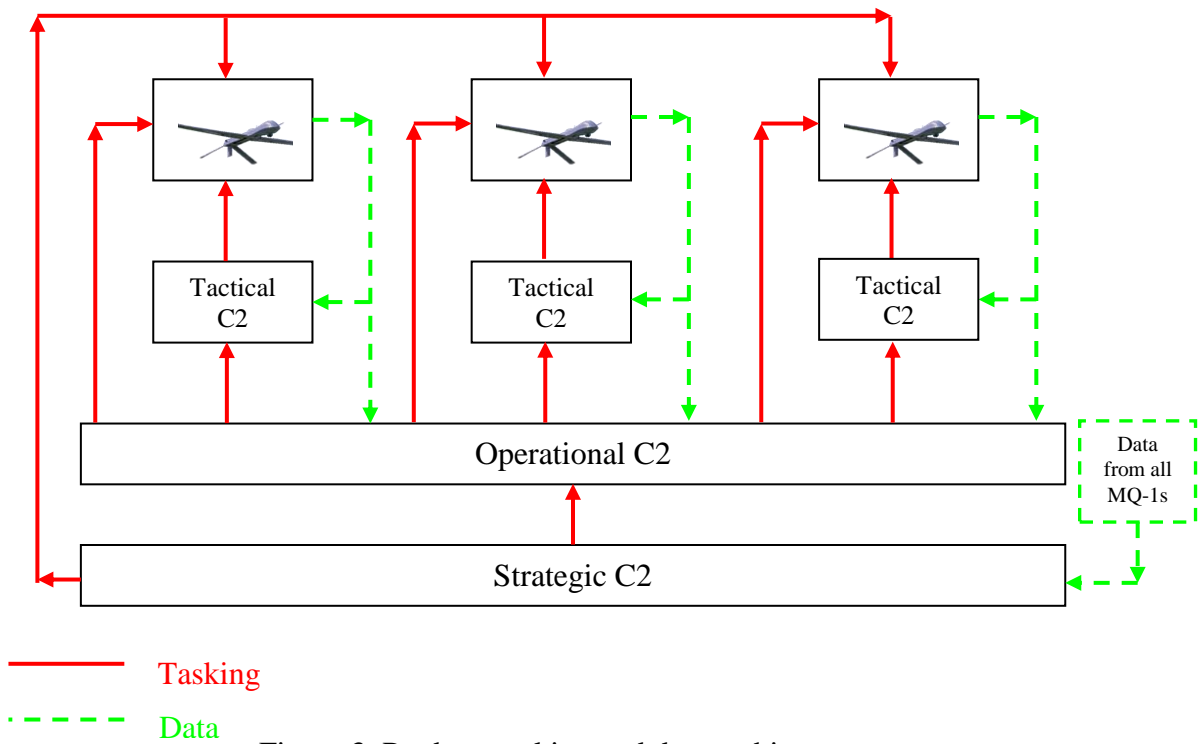 Tactical
C2
Tactical
C2
Tactical
C2
Operational C2
Data
from all
MQ-1s
Strategic C2
Tasking
Data